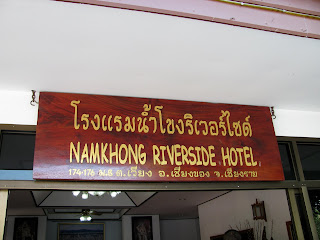 โรงแรมน้ำโขงริเวอร์ไซด์
NAMKHONG RIVERSIDE HOTEL
174-176 ม.8 ต.เวียง อ.เชียงของ จ.เชียงราย